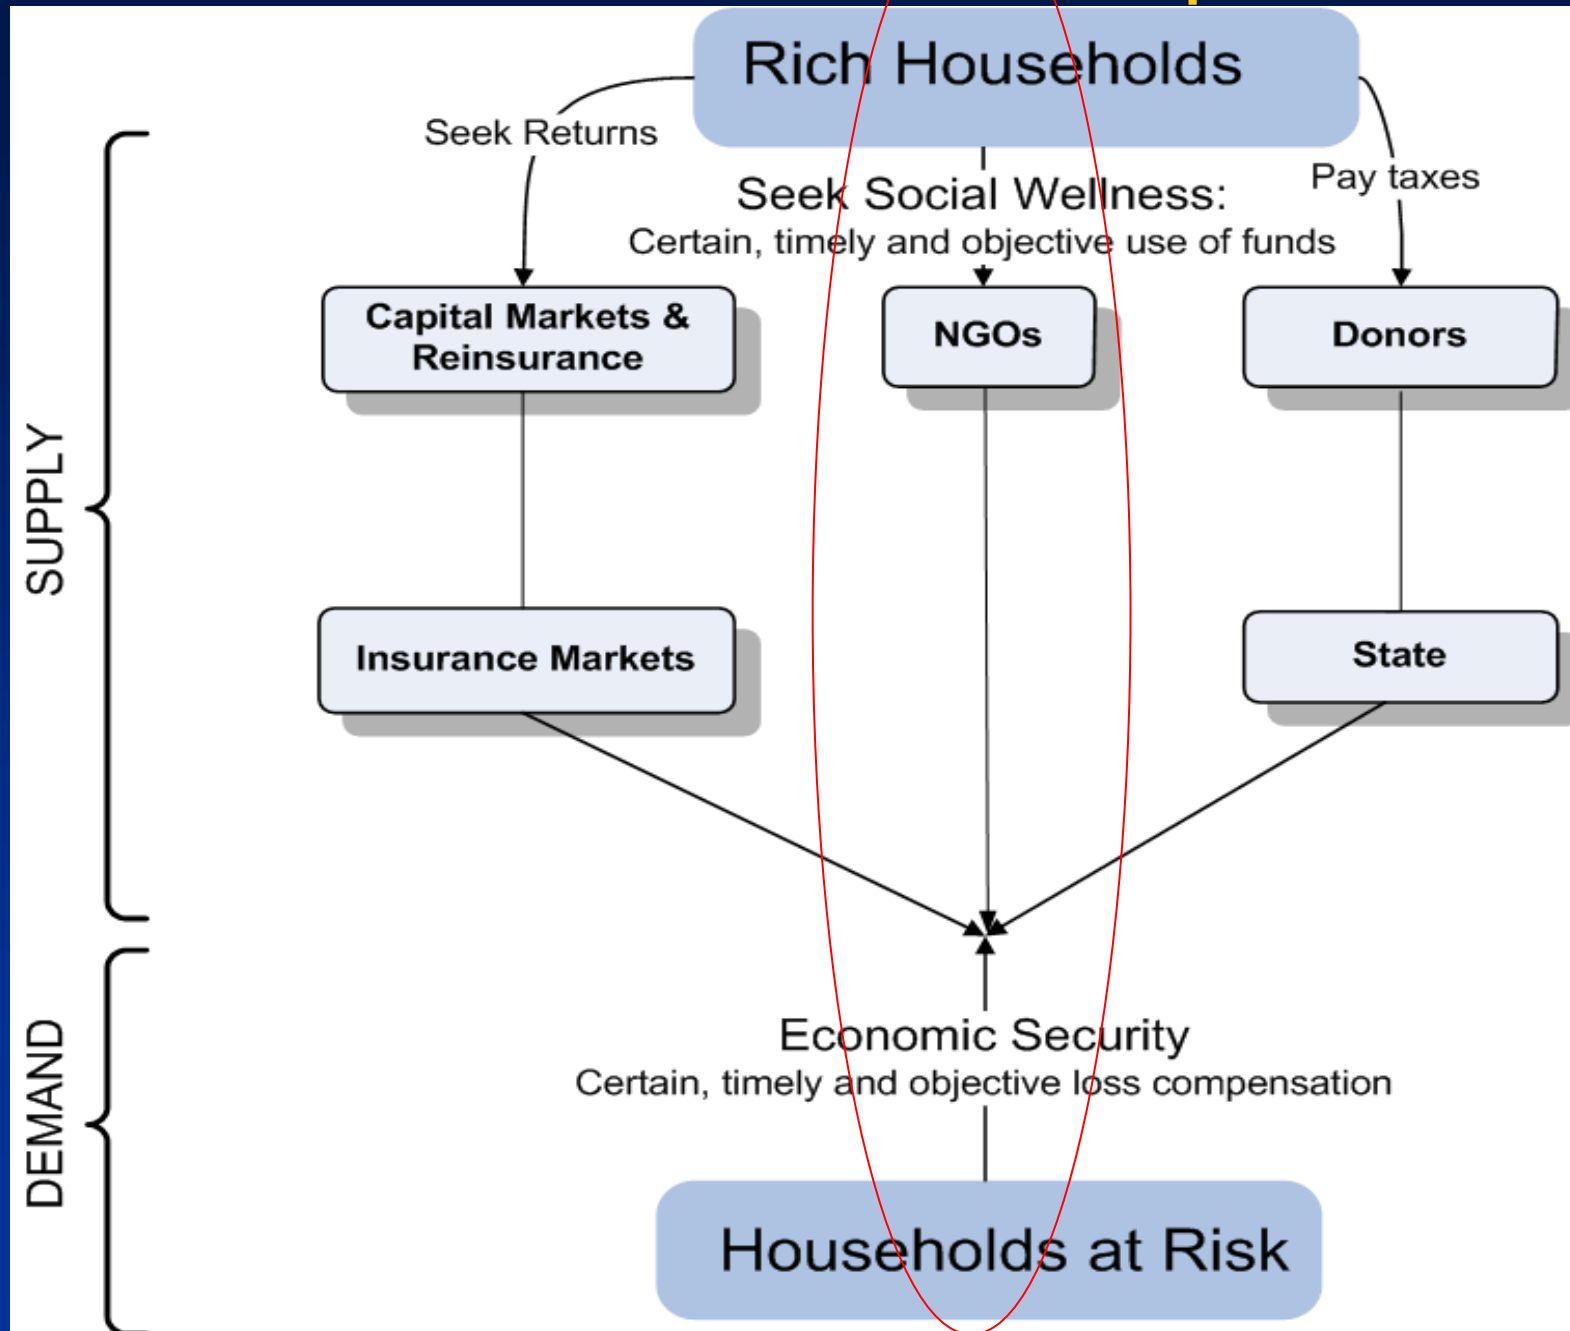 Rich Households
Seek Returns
Pay taxes
Seek Social Wellness:
Certain, timely and objective use of funds
Capital Markets &
Reinsurance
NGOs
Donors
SUPPLY
Insurance Markets
State
DEMAND
Economic Security
Certain, timely and objective loss compensation
Households at Risk